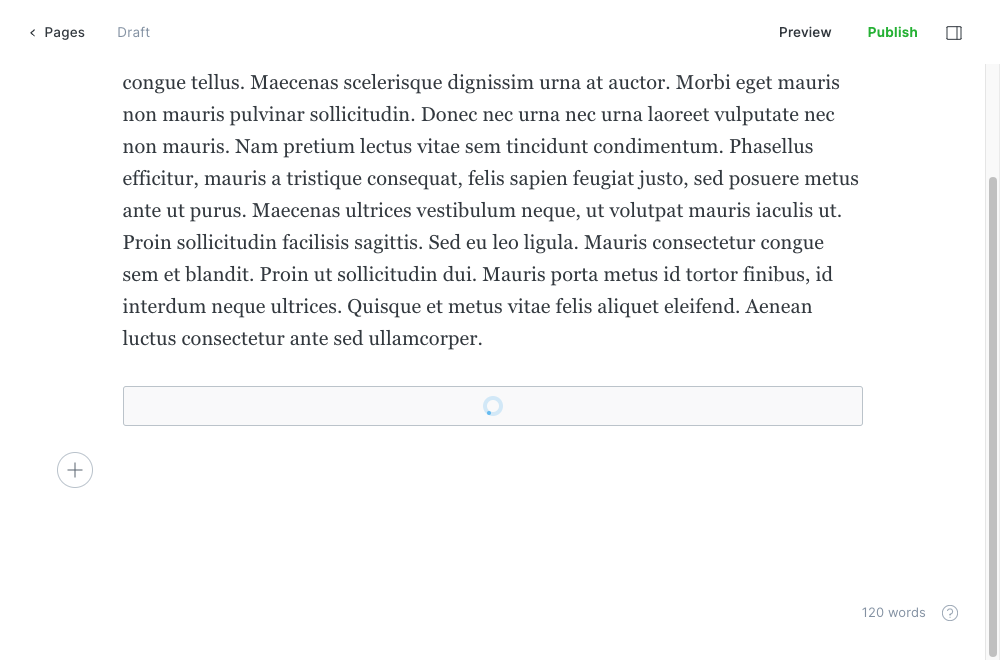 Pages
Draft
Preview
Publish
congue tellus. Maecenas scelerisque dignissim urna at auctor. Morbi eget mauris
non mauris pulvinar sollicitudin. Donec nec urna nec urna laoreet vulputate nec
non mauris. Nam pretium lectus vitae sem tincidunt condimentum. Phasellus
efficitur, mauris a tristique consequat, felis sapien feugiat justo, sed posuere metus
ante ut purus. Maecenas ultrices vestibulum neque, ut volutpat mauris iaculis ut.
Proin sollicitudin facilisis sagittis. Sed eu leo ligula. Mauris consectetur congue
sem et blandit. Proin ut sollicitudin dui. Mauris porta metus id tortor finibus, id
interdum neque ultrices. Quisque et metus vitae felis aliquet eleifend. Aenean
luctus consectetur ante sed ullamcorper.
120 words
?